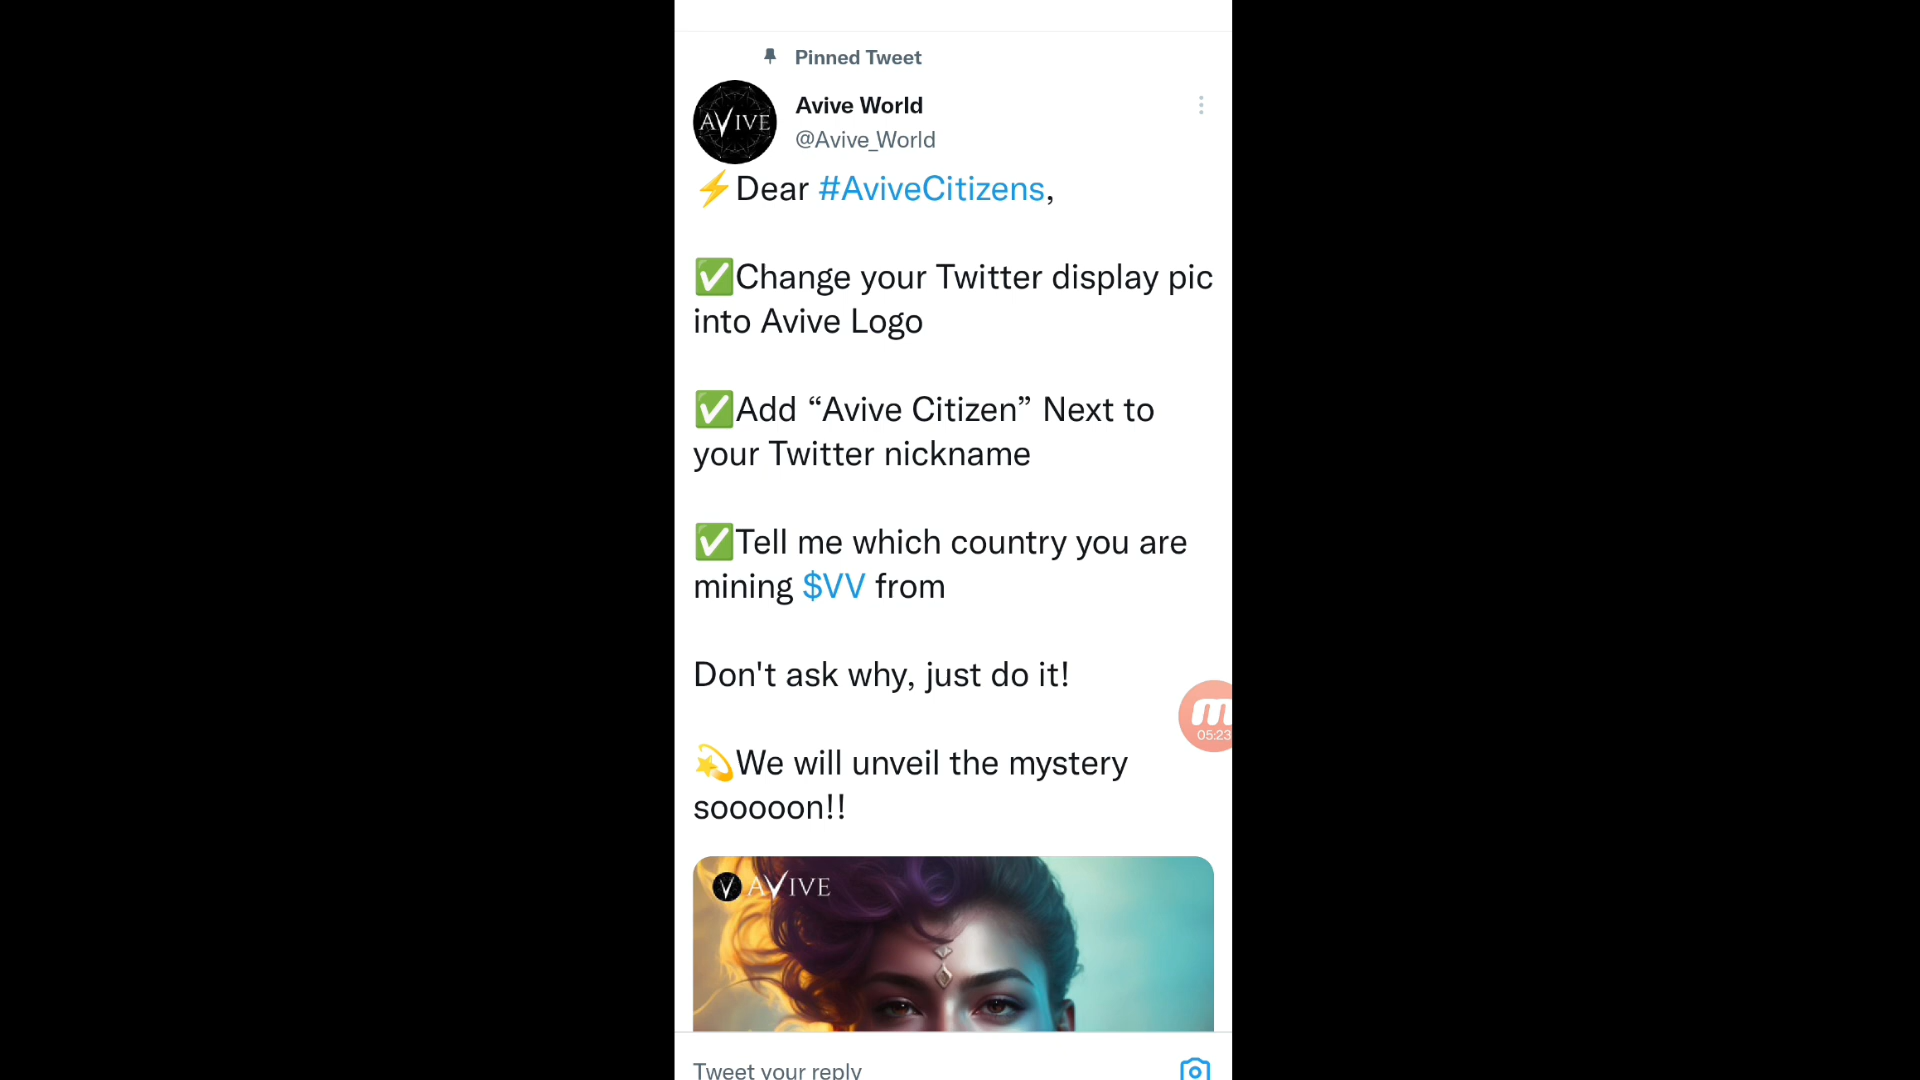 Pinned Tweet
AVIVE
Avive World
@Avive_World
⚡Dear #AviveCitizens,
✅Change your Twitter display pic
into Avive Logo
✅Add “Avive Citizen” Next to
your Twitter nickname
✅Tell me which country you are
mining $VV from
Don't ask why, just do it!
m
05:23
💫We will unveil the mystery
sooooon!!
V AVIVE
Tweet your reply